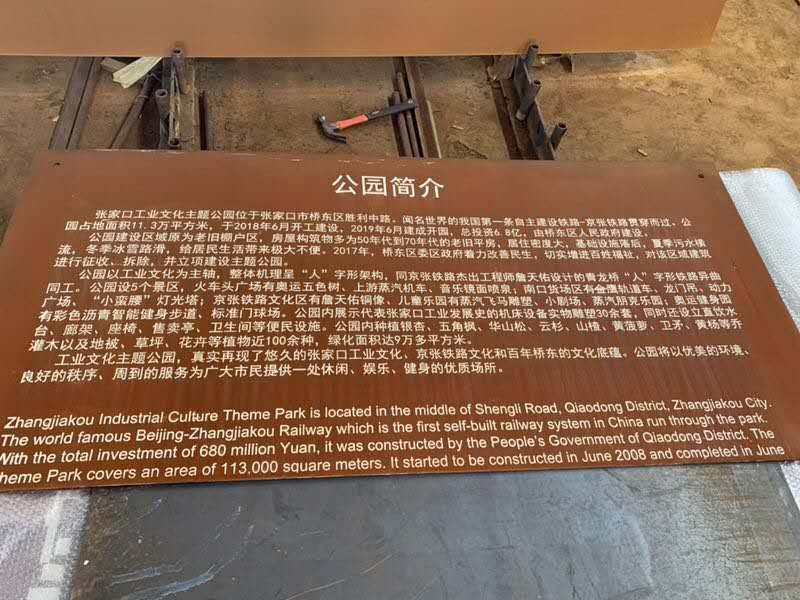 公园简介
张家口工业文化主题公园位于张家口市桥东区胜利中路。闻名世界的我国第一条自主建设铁路-京张铁路贯穿而过。公
园占地面积11.3万平方米，于2018年6月开工建设，2019年6月建成开园，总投资6.8亿，由桥东区人民政府建设。
公园建设区域原为老旧棚户区，房屋构筑物多为50年代到70年代的老旧平房，居住密度大，基础设施落后，夏季污水横
流，冬季冰雪路滑，给居民生活带来极大不便。2017年，桥东区委区政府着力改善民生，切实增进百姓福祉，对该区域建筑
进行征收、拆除，并立项建设主题公园。
公园以工业文化为主轴，整体机理呈“人”字形架构，同京张铁路杰出工程师詹天佑设计的青龙桥“人”字形铁路异曲
同工。公园设5个景区，火车头广场有奥运五色树、上游蒸汽机车、音乐镜面喷泉；南口货场区有金鹰轨道车、龙门吊、动力
广场、“小蛮腰”灯光塔；京张铁路文化区有詹天佑铜像、儿童乐园有蒸汽飞马雕塑、小剧场、蒸汽朋克乐园；奥运健身园
有彩色沥青智能健身步道、标准门球场。公园内展示代表张家口工业发展史的机床设备实物雕塑30余套，同时还设立直饮水
台、廊架、座椅、售卖亭、卫生间等便民设施。公园内种植银杏、五角枫、华山松、云杉、山楂、黄菠萝、卫矛、黄杨等乔
灌木以及地被、草坪、花卉等植物近100余种，绿化面积达9万多平方米。
工业文化主题公园，真实再现了悠久的张家口工业文化、京张铁路文化和百年桥东的文化底蕴。公园将以优美的环境、
良好的秩序、周到的服务为广大市民提供一处休闲、娱乐、健身的优质场所。
Zhangjiakou Industrial Culture Theme Park is located in the middle of Shengli Road, Qiaodong District, Zhangjiakou City.
The world famous Beijing-Zhangjiakou Railway which is the first self-built railway system in China run through the park.
With the total investment of 680 million Yuan, it was constructed by the People's Government of Qiaodong District. The
heme Park covers an area of 113,000 square meters. It started to be constructed in June 2008 and completed in June